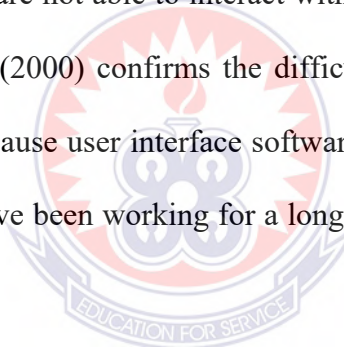 are not able to interact with
(2000) confirms the diffic
ause user interface softwar
ve been working for a long
EDUCATION FOR SERVICE